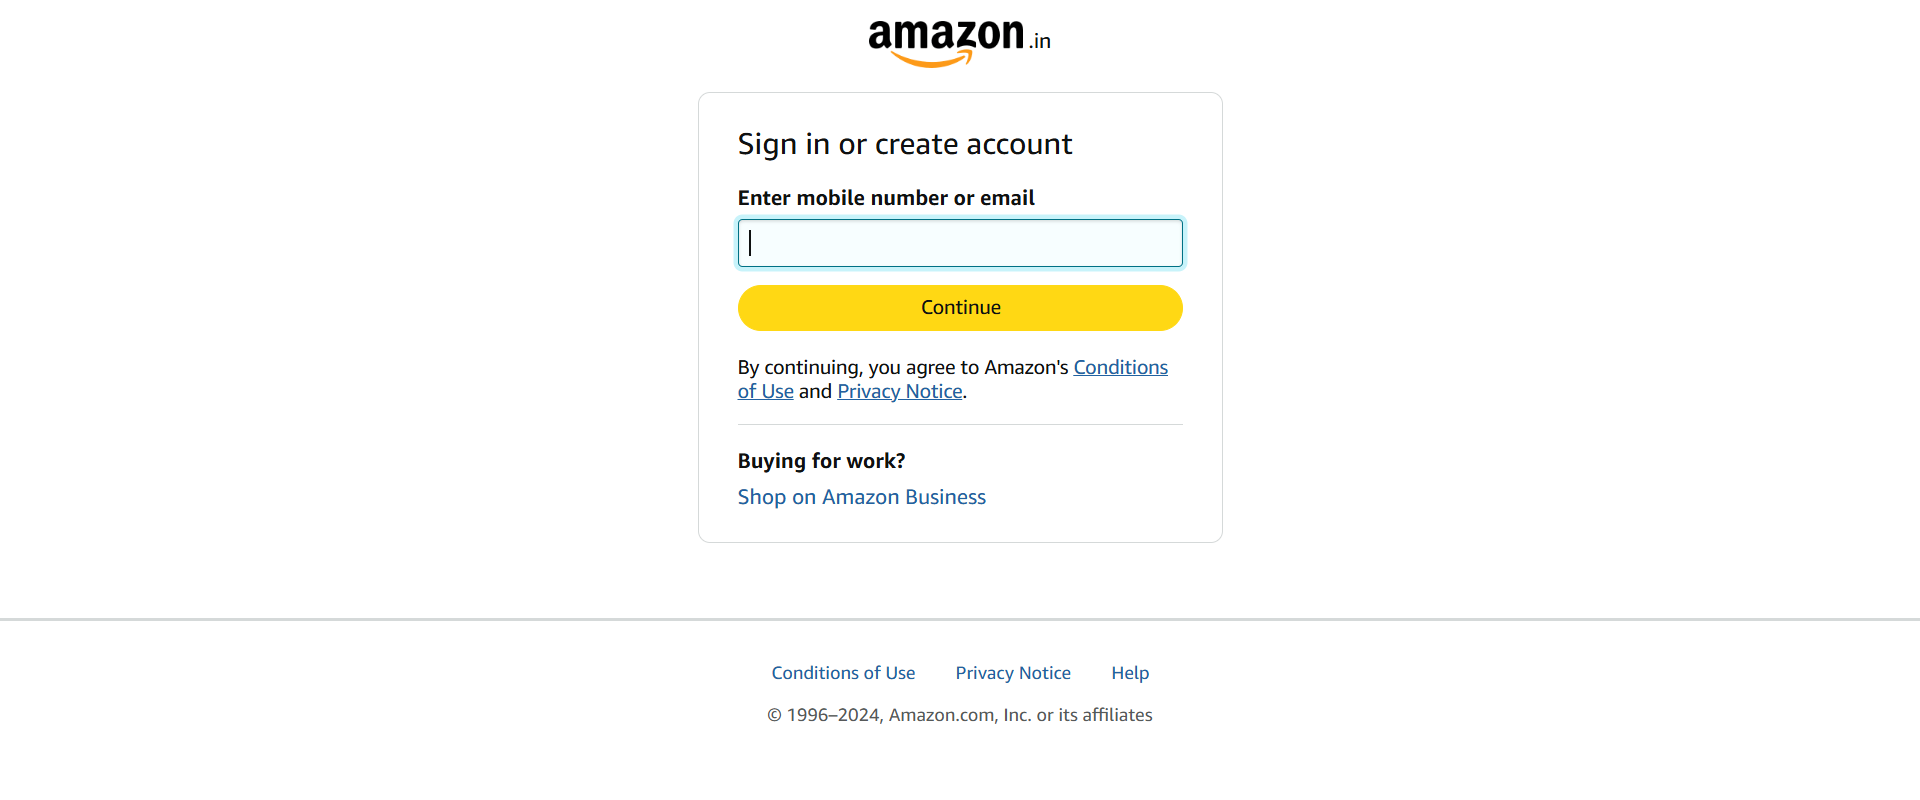 amazon.in
Sign in or create account
Enter mobile number or email
Continue
By continuing, you agree to Amazon's Conditions
of Use and Privacy Notice.
Buying for work?
Shop on Amazon Business
Conditions of Use Privacy Notice Help
© 1996–2024, Amazon.com, Inc. or its affiliates